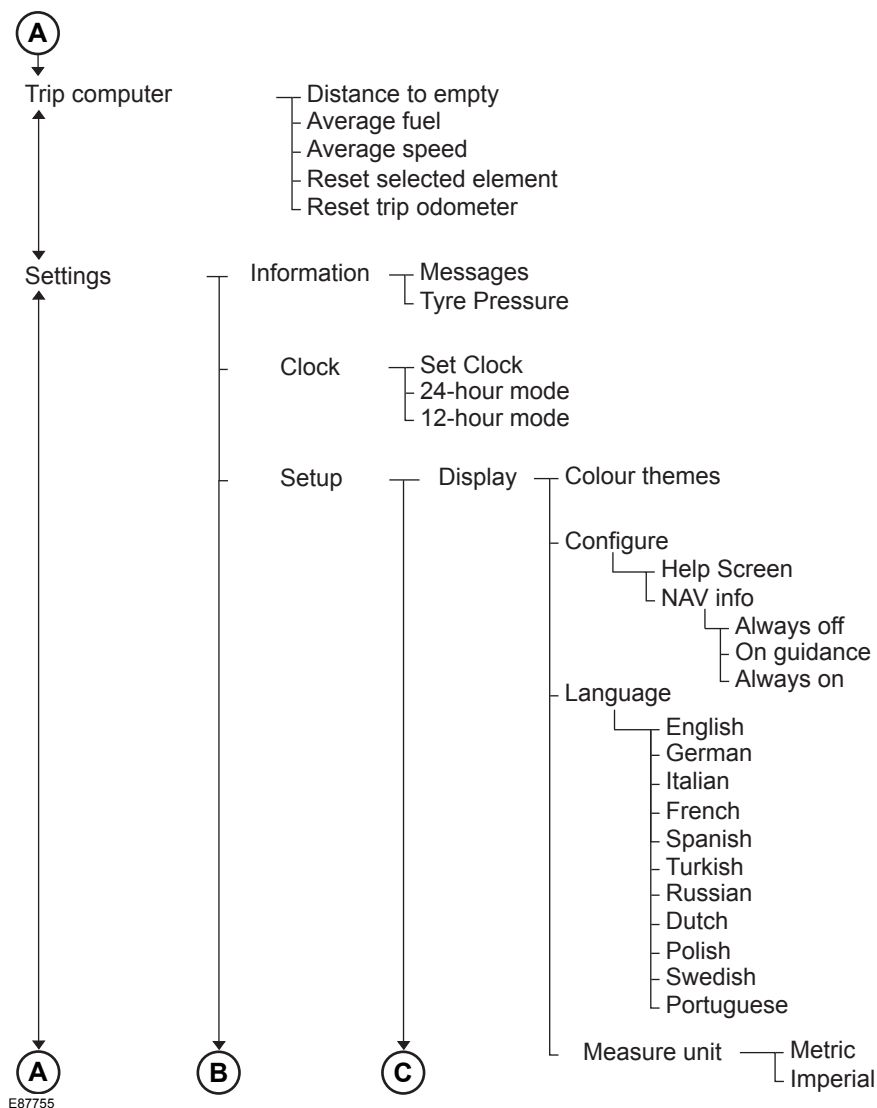 A
Trip computer
Distance to empty
Average fuel
Average speed
Reset selected element
Reset trip odometer
Settings
Information
Messages
Tyre Pressure
Clock
Set Clock
24-hour mode
12-hour mode
Setup
Display
Colour themes
Configure
Help Screen
NAV info
Always off
On guidance
Always on
Language
English
German
Italian
French
Spanish
Turkish
Russian
Dutch
Polish
Swedish
Portuguese
Measure unit
Metric
Imperial
A
B
C
E87755